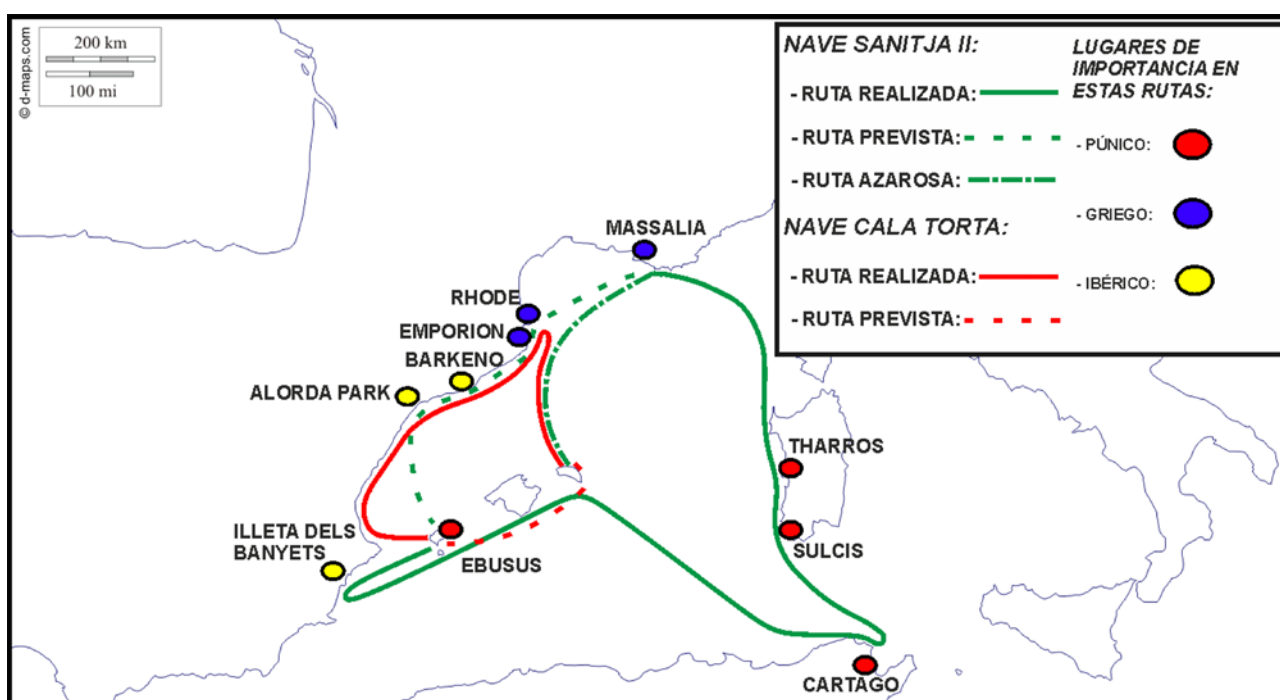 200 km
100 mi
© d-maps.com
NAVE SANITJA II:
- RUTA REALIZADA:
- RUTA PREVISTA:
- RUTA AZAROSA:
NAVE CALA TORTA:
- RUTA REALIZADA:
- RUTA PREVISTA:
LUGARES DE
IMPORTANCIA EN
ESTAS RUTAS:
- PÚNICO:
- GRIEGO:
- IBÉRICO:
MASSALIA
RHODE
EMPORION
BARKENO
ALORDA PARK
THARROS
ILLETA DELS
BANYETS
EBUSUS
SULCIS
CARTAGO